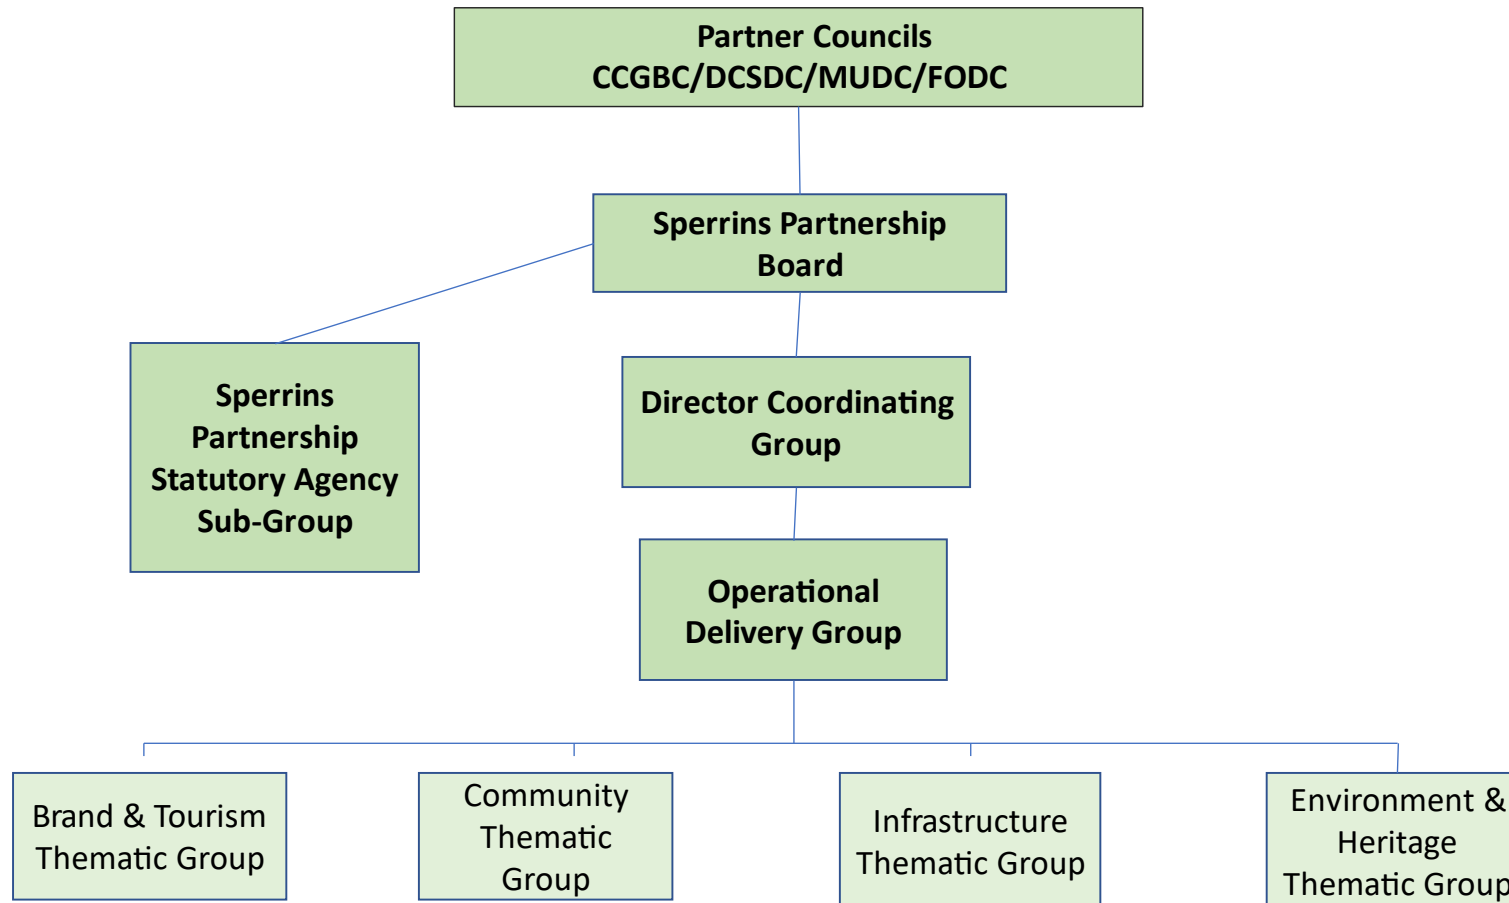 Partner Councils
CCGBC/DCSDC/MUDC/FODC
Sperrins Partnership
Board
Sperrins
Partnership
Statutory Agency
Sub-Group
Director Coordinating
Group
Operational
Delivery Group
Brand & Tourism
Thematic Group
Community
Thematic
Group
Infrastructure
Thematic Group
Environment &
Heritage
Thematic Group